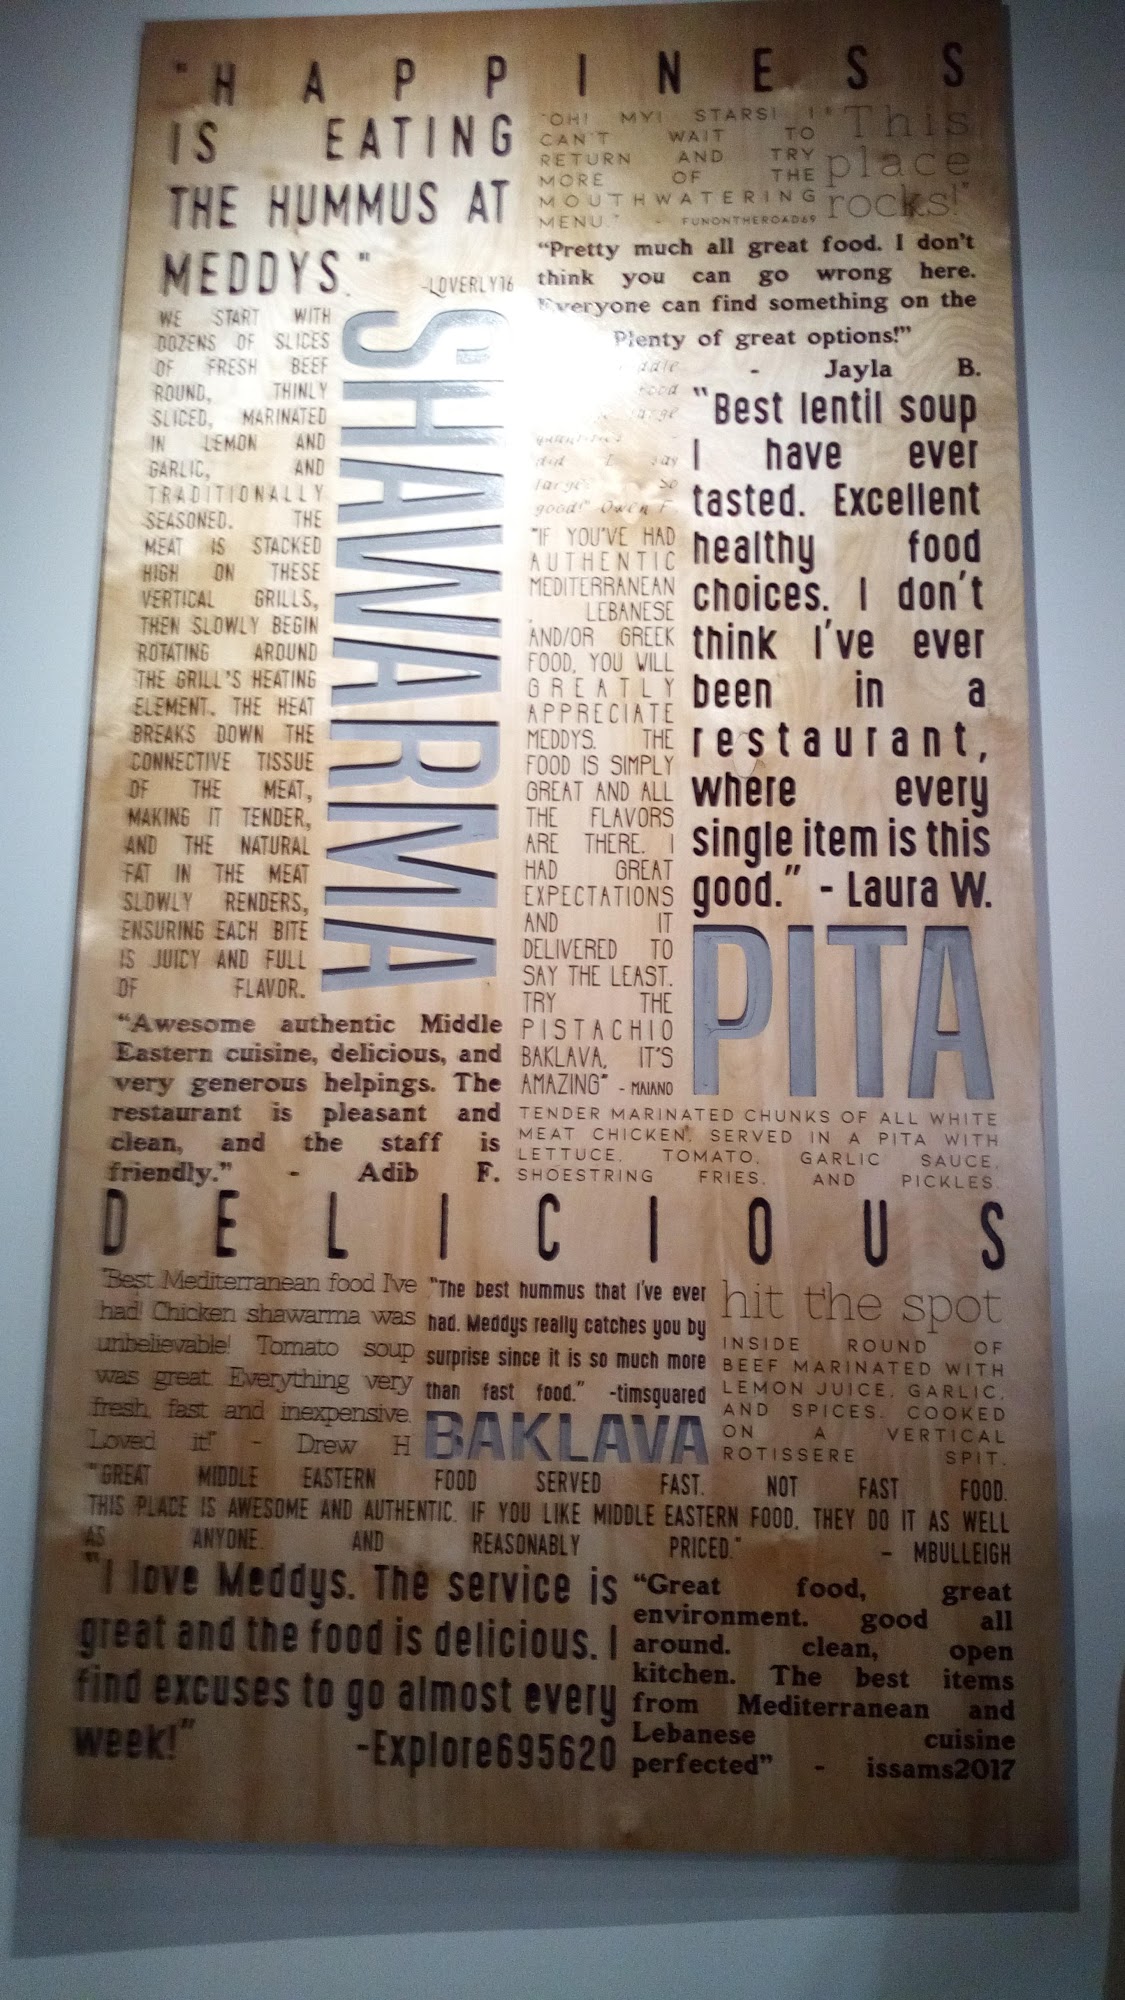 "HAPPINESS
IS EATING
THE HUMMUS AT
MEDDYS."
-LOVERLY16
"OH! MY! STARS! I
CAN'T WAIT TO
RETURN AND TRY
MORE OF THE
MOUTHWATERING
MENU." - FUNONTHEROAD69
"This
place
rocks!"
"Pretty much all great food. I don't
think you can go wrong here.
Everyone can find something on the
Plenty of great options!"
- Jayla B.
WE START WITH
DOZENS OF SLICES
OF FRESH BEEF
ROUND, THINLY
SLICED, MARINATED
IN LEMON AND
GARLIC, AND
TRADITIONALLY
SEASONED. THE
MEAT IS STACKED
HIGH ON THESE
VERTICAL GRILLS,
THEN SLOWLY BEGIN
ROTATING AROUND
THE GRILL'S HEATING
ELEMENT. THE HEAT
BREAKS DOWN THE
CONNECTIVE TISSUE
OF THE MEAT,
MAKING IT TENDER,
AND THE NATURAL
FAT IN THE MEAT
SLOWLY RENDERS,
ENSURING EACH BITE
IS JUICY AND FULL
OF FLAVOR.
SHAWARMA
food
large
quantities -
did I say
large? so
good!" Owen F.
"IF YOU'VE HAD
AUTHENTIC
MEDITERRANEAN
, LEBANESE
AND/OR GREEK
FOOD, YOU WILL
GREATLY
APPRECIATE
MEDDYS. THE
FOOD IS SIMPLY
GREAT AND ALL
THE FLAVORS
ARE THERE. I
HAD GREAT
EXPECTATIONS
AND IT
DELIVERED TO
SAY THE LEAST.
TRY THE
PISTACHIO
BAKLAVA, IT'S
AMAZING" - MAIANO
"Best lentil soup
I have ever
tasted. Excellent
healthy food
choices. I don't
think I've ever
been in a
restaurant,
where every
single item is this
good." - Laura W.
PITA
"Awesome authentic Middle
Eastern cuisine, delicious, and
very generous helpings. The
restaurant is pleasant and
clean, and the staff is
friendly." - Adib F.
TENDER MARINATED CHUNKS OF ALL WHITE
MEAT CHICKEN, SERVED IN A PITA WITH
LETTUCE, TOMATO, GARLIC SAUCE,
SHOESTRING FRIES, AND PICKLES.
DELICIOUS
"Best Mediterranean food I've
had! Chicken shawarma was
unbelievable! Tomato soup
was great. Everything very
fresh, fast and inexpensive.
Loved it!" - Drew H
"The best hummus that I've ever
had. Meddys really catches you by
surprise since it is so much more
than fast food." -timsquared
BAKLAVA
hit the spot
INSIDE ROUND OF
BEEF MARINATED WITH
LEMON JUICE, GARLIC,
AND SPICES. COOKED
ON A VERTICAL
ROTISSERE SPIT.
"GREAT MIDDLE EASTERN FOOD SERVED FAST. NOT FAST FOOD.
THIS PLACE IS AWESOME AND AUTHENTIC. IF YOU LIKE MIDDLE EASTERN FOOD, THEY DO IT AS WELL
AS ANYONE. AND REASONABLY PRICED." - MBULLEIGH
"I love Meddys. The service is
great and the food is delicious. I
find excuses to go almost every
week!" -Explore695620
"Great food, great
environment. good all
around. clean, open
kitchen. The best items
from Mediterranean and
Lebanese cuisine
perfected" - issams2017